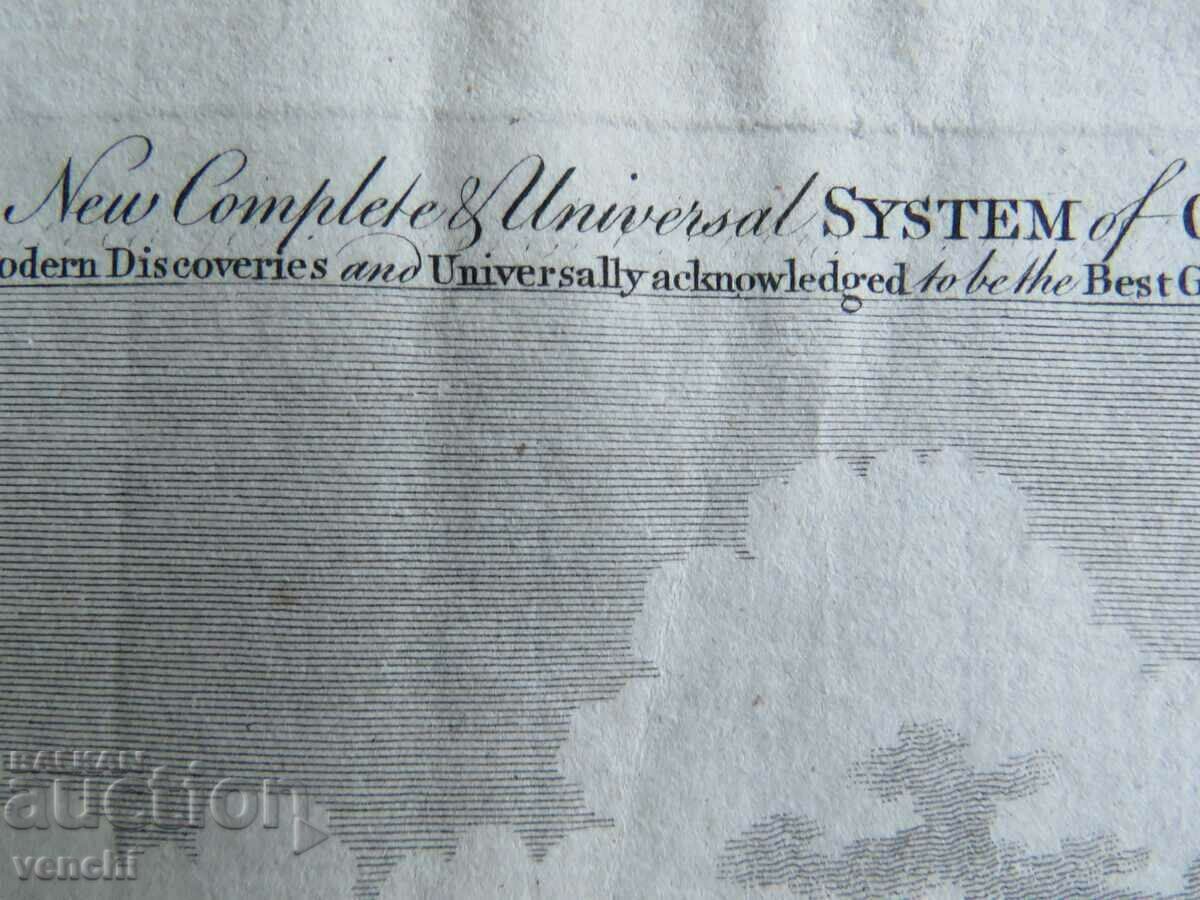 New Complete & Universal SYSTEM of
odern Discoveries and Universally acknowledged to be the Best G
BALKAN
auction
venchi